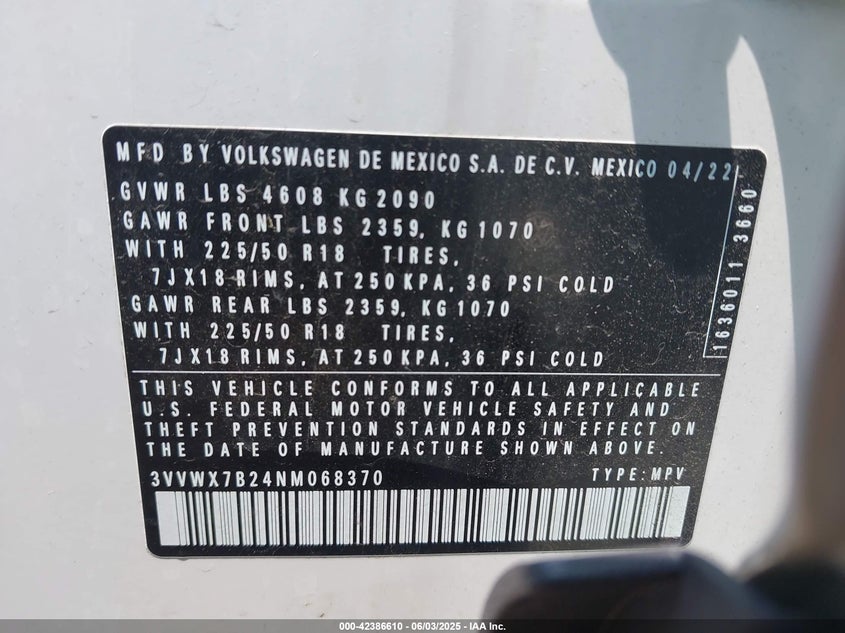 MFD BY VOLKSWAGEN DE MEXICO S.A. DE C.V. MEXICO 04/22
GVWR LBS 4608 KG 2090
GAWR FRONT LBS 2359, KG 1070
WITH 225/50 R18 TIRES,
7JX18 RIMS, AT 250 KPA, 36 PSI COLD
GAWR REAR LBS 2359, KG 1070
WITH 225/50 R18 TIRES,
7JX18 RIMS, AT 250 KPA, 36 PSI COLD
1636011 3660
THIS VEHICLE CONFORMS TO ALL APPLICABLE
U.S. FEDERAL MOTOR VEHICLE SAFETY AND
THEFT PREVENTION STANDARDS IN EFFECT ON
THE DATE OF MANUFACTURE SHOWN ABOVE.
3VVWX7B24NM068370 TYPE: MPV
000-42386610 - 06/03/2025 - IAA Inc.